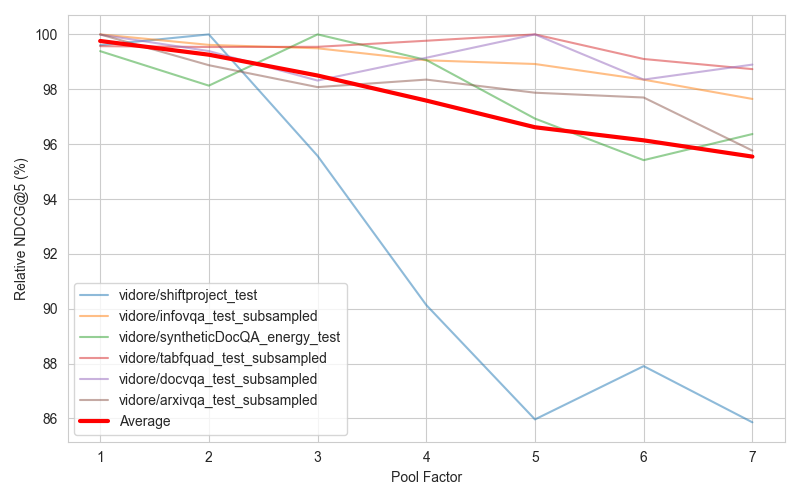 100
98
96
94
92
90
88
86
Relative NDCG@5 (%)
vidore/shiftproject_test
vidore/infovqa_test_subsampled
vidore/syntheticDocQA_energy_test
vidore/tabfquad_test_subsampled
vidore/docvqa_test_subsampled
vidore/arxivqa_test_subsampled
Average
1 2 3 4 5 6 7
Pool Factor